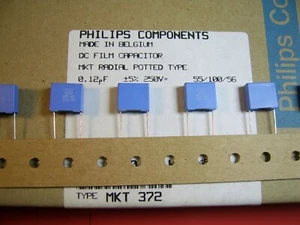 PHILIPS COMPONENTS
MADE IN BELGIUM
DC FILM CAPACITOR
MKT RADIAL POTTED TYPE
0.12µF ±5% 250V= 55/100/56
TYPE MKT 372
Philips Co